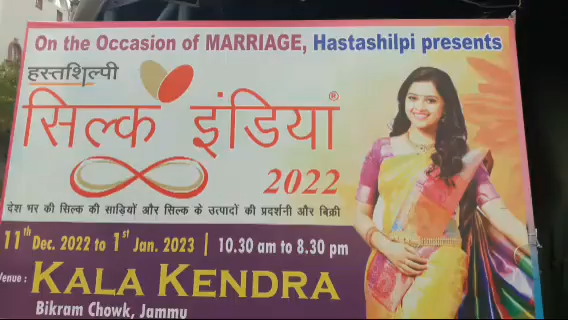 On the Occasion of MARRIAGE, Hastashilpi presents
हस्तशिल्पी
सिल्क इंडिया®
2022
देश भर की सिल्क की साड़ियों और सिल्क के उत्पादों की प्रदर्शनी और बिक्री
11th Dec. 2022 to 1st Jan. 2023 | 10.30 am to 8.30 pm
Venue : KALA KENDRA
Bikram Chowk, Jammu